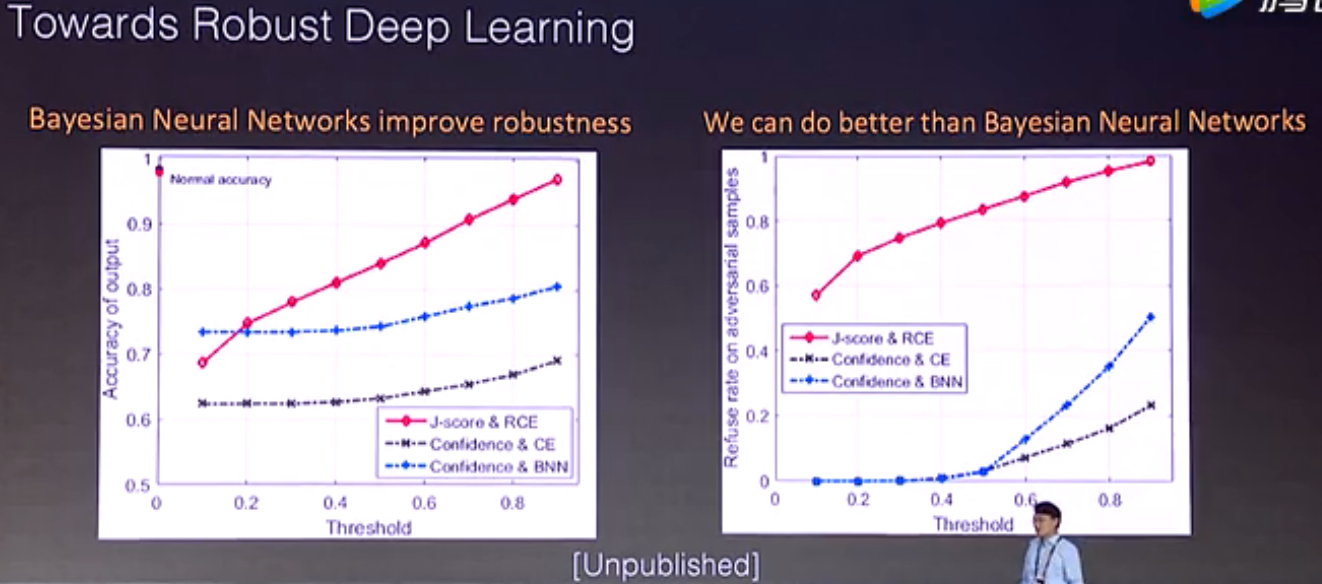 Towards Robust Deep Learning
Bayesian Neural Networks improve robustness
We can do better than Bayesian Neural Networks
1
Normal accuracy
0.9
0.8
0.7
0.6
0.5
Accuracy of output
J-score & RCE
Confidence & CE
Confidence & BNN
0
0.2
0.4
0.6
0.8
Threshold
1
0.8
0.6
0.4
0.2
0
Refuse rate on adversarial samples
J-score & RCE
Confidence & CE
Confidence & BNN
0
0.2
0.4
0.6
0.8
Threshold
[Unpublished]